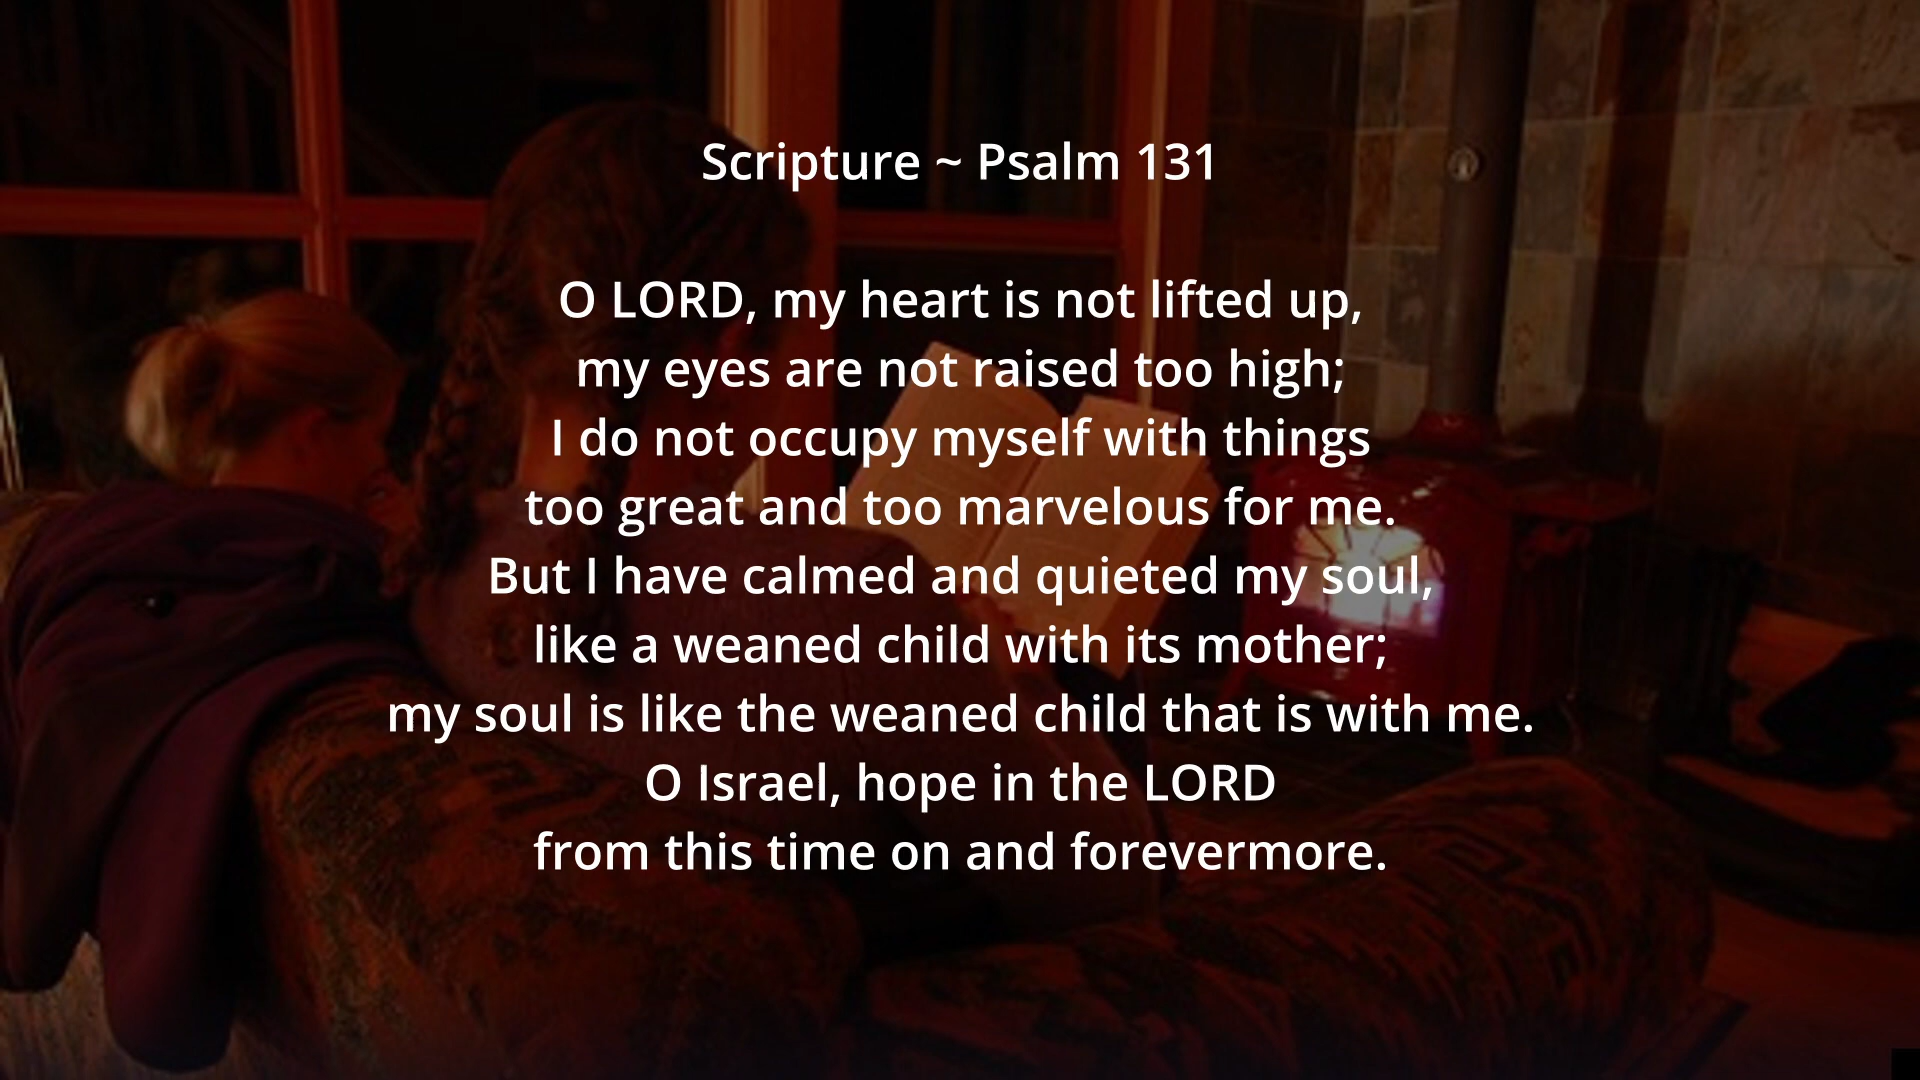 Scripture ~ Psalm 131
O LORD, my heart is not lifted up,
my eyes are not raised too high;
I do not occupy myself with things
too great and too marvelous for me.
But I have calmed and quieted my soul,
like a weaned child with its mother;
my soul is like the weaned child that is with me.
O Israel, hope in the LORD
from this time on and forevermore.